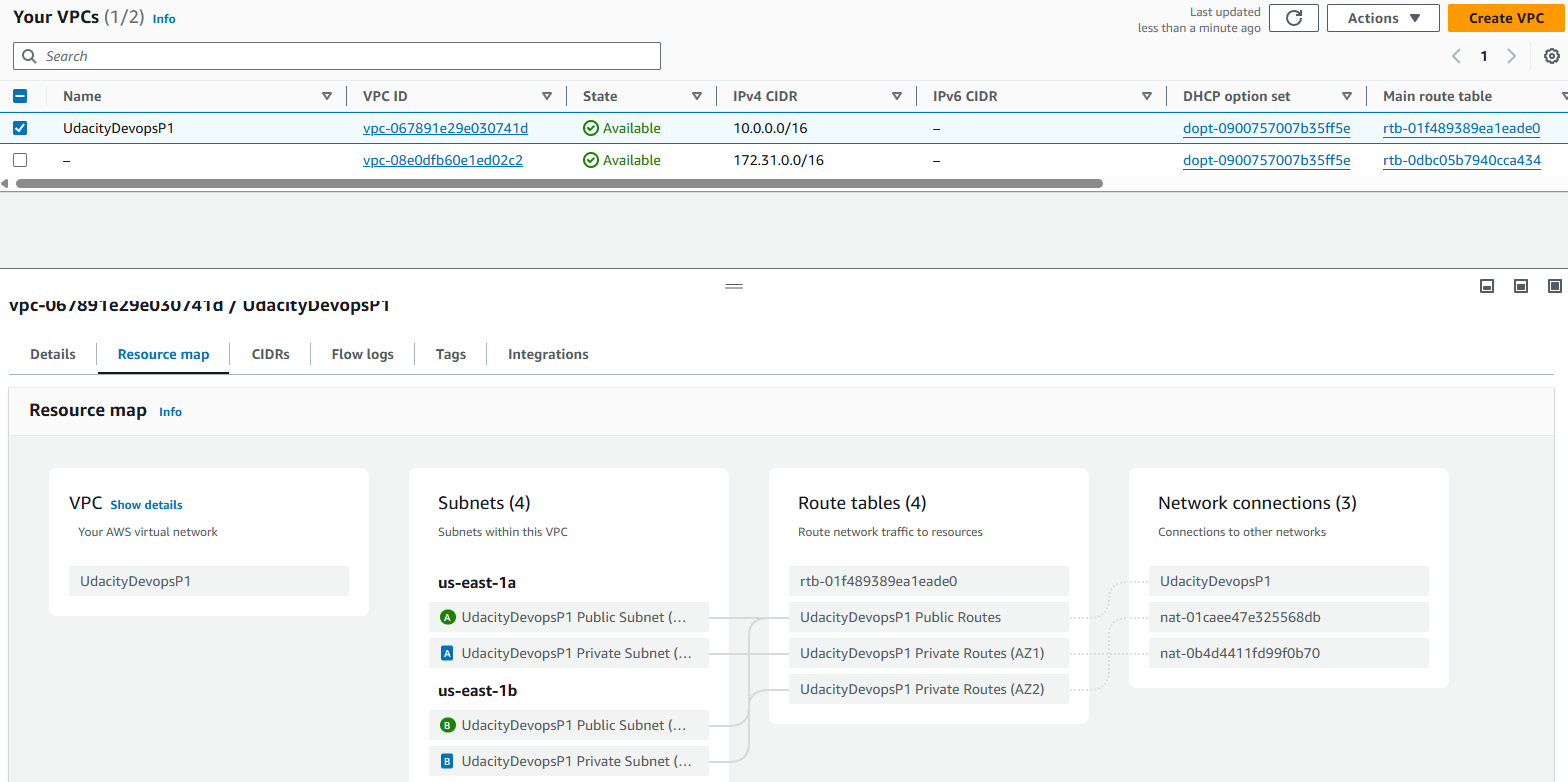 Your VPCs (1/2) Info
Last updated
less than a minute ago
Actions
Create VPC
Search
1
Name VPC ID State IPv4 CIDR IPv6 CIDR DHCP option set Main route table
UdacityDevopsP1 vpc-067891e29e030741d Available 10.0.0.0/16 – dopt-0900757007b35ff5e rtb-01f489389ea1eade0
– vpc-08e0dfb60e1ed02c2 Available 172.31.0.0/16 – dopt-0900757007b35ff5e rtb-0dbc05b7940cca434
vpc-067891e29e030741d / UdacityDevopsP1
Details Resource map CIDRs Flow logs Tags Integrations
Resource map Info
VPC Show details
Your AWS virtual network
UdacityDevopsP1
Subnets (4)
Subnets within this VPC
us-east-1a
A UdacityDevopsP1 Public Subnet (...
A UdacityDevopsP1 Private Subnet (...
us-east-1b
B UdacityDevopsP1 Public Subnet (...
B UdacityDevopsP1 Private Subnet (...
Route tables (4)
Route network traffic to resources
rtb-01f489389ea1eade0
UdacityDevopsP1 Public Routes
UdacityDevopsP1 Private Routes (AZ1)
UdacityDevopsP1 Private Routes (AZ2)
Network connections (3)
Connections to other networks
UdacityDevopsP1
nat-01caee47e325568db
nat-0b4d4411fd99f0b70